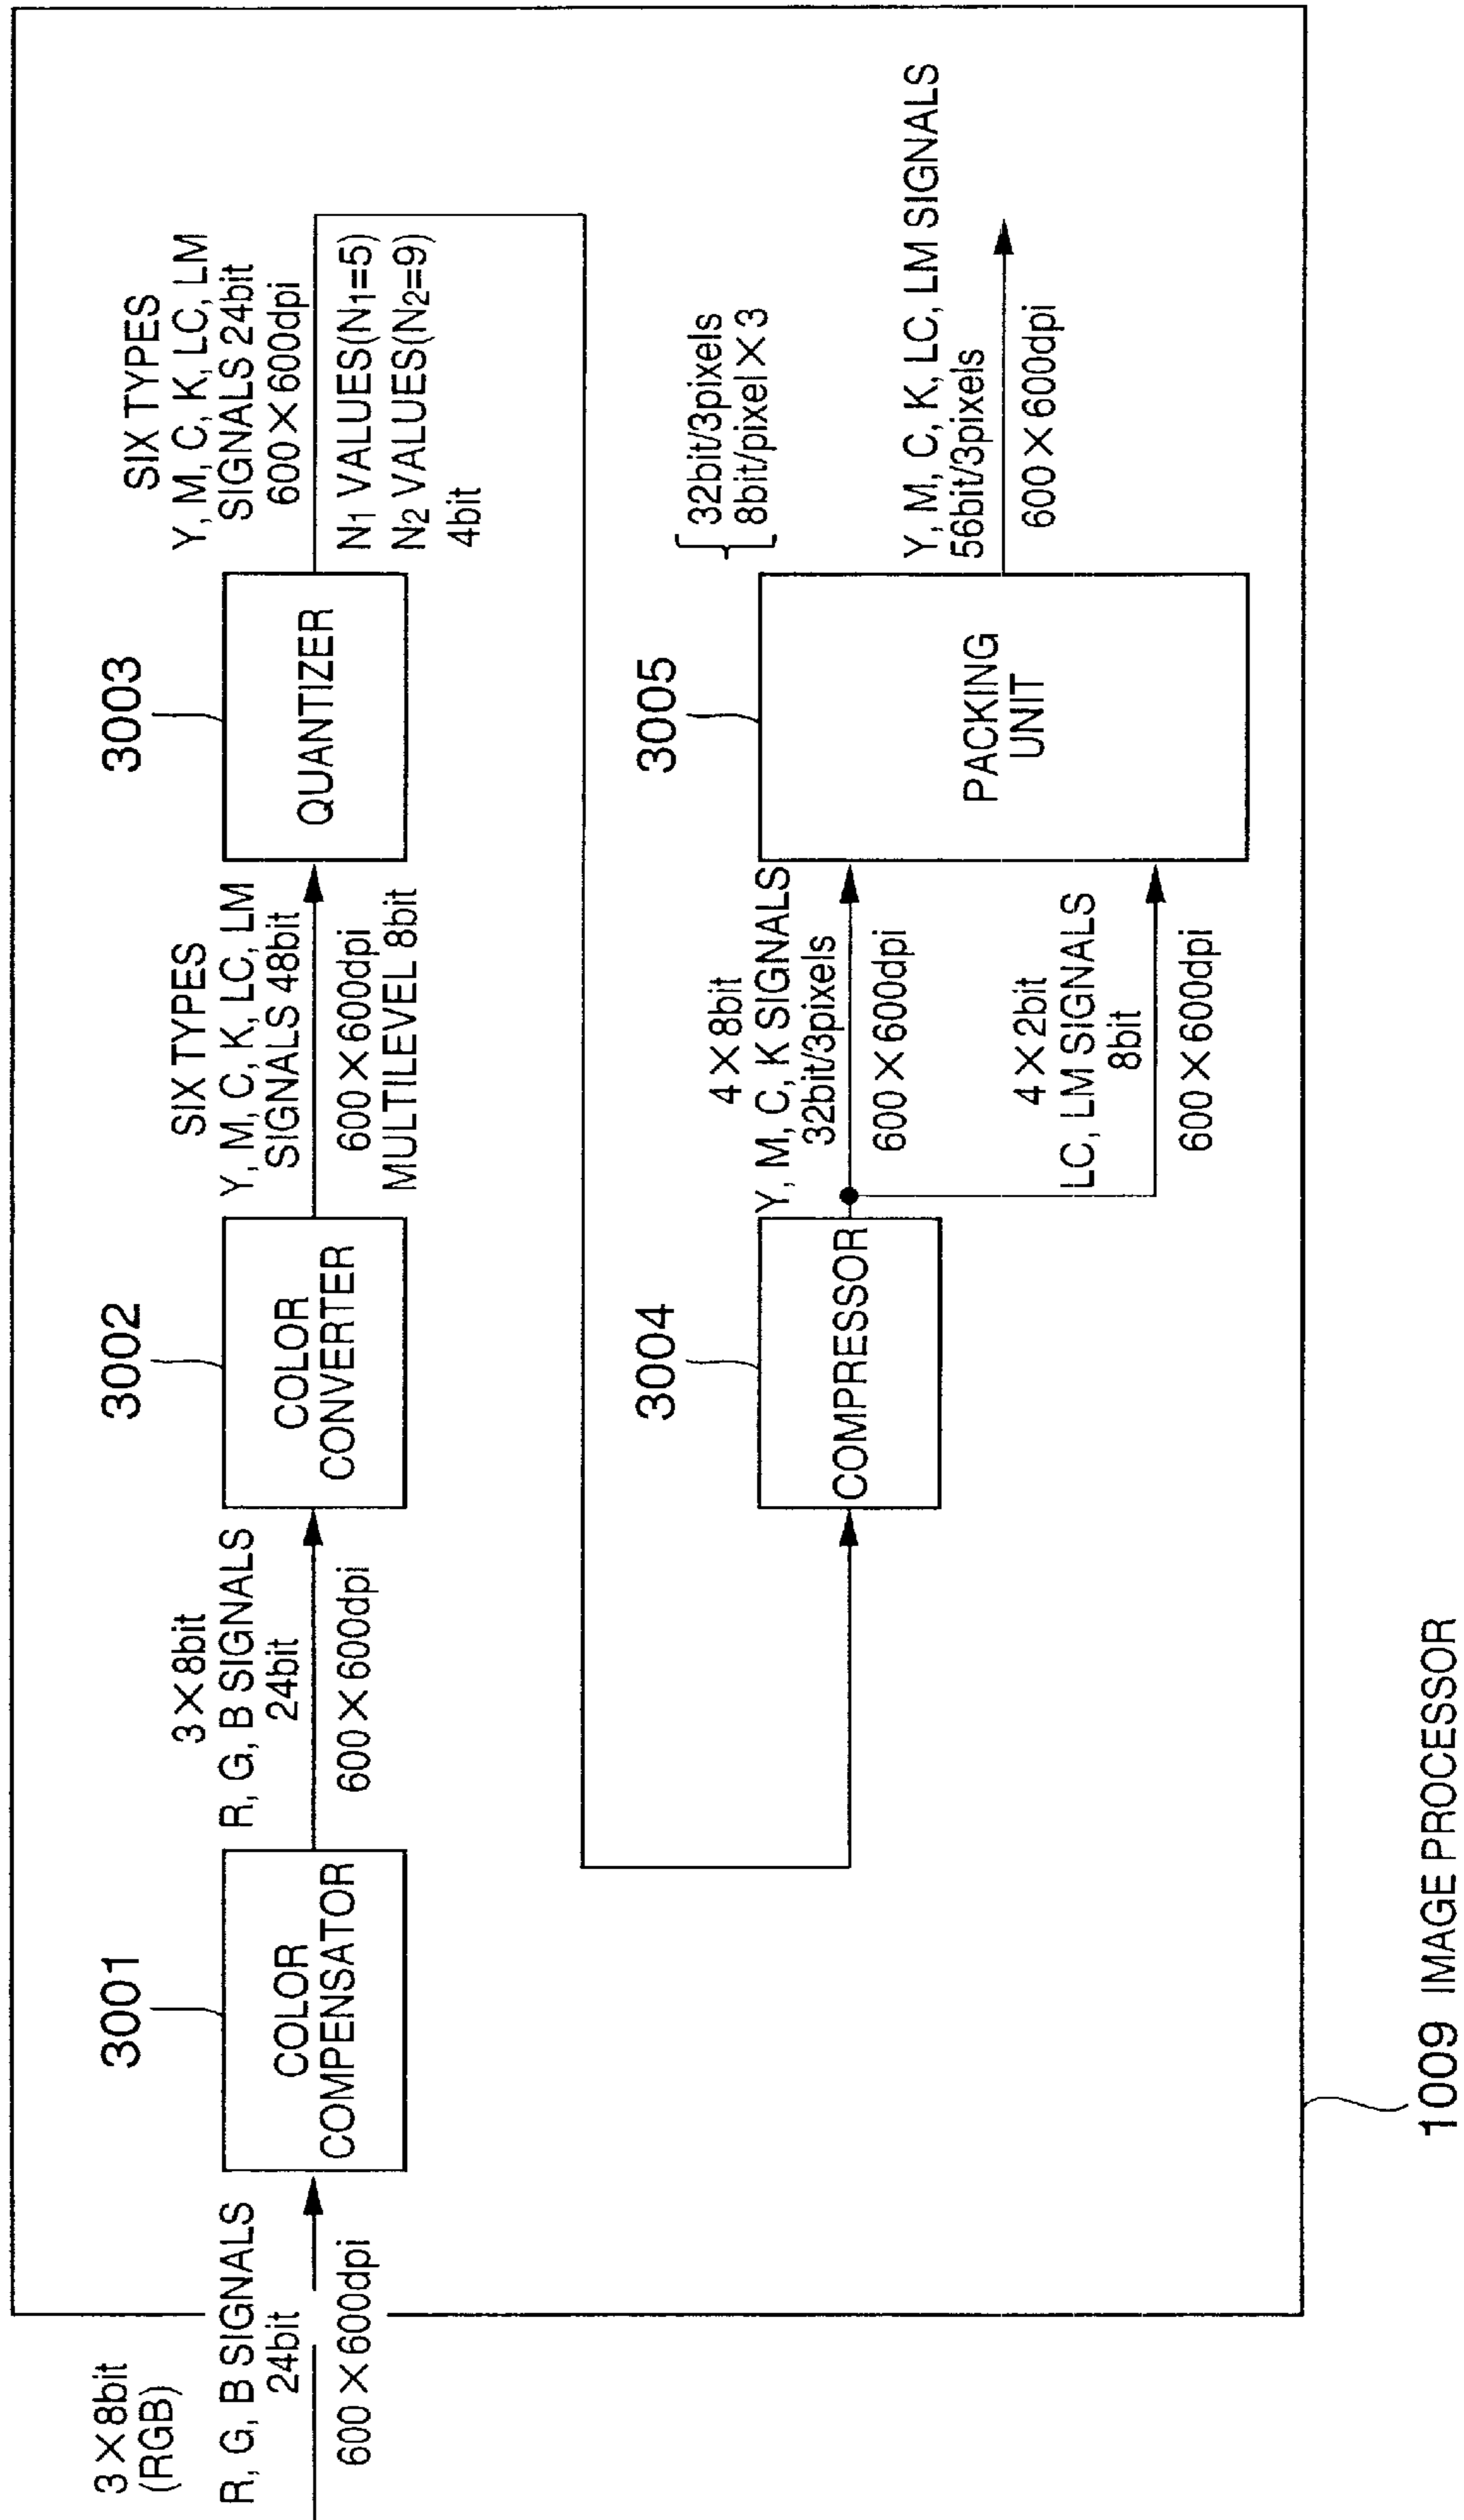 3×8bit
(RGB)
R, G, B SIGNALS
24bit
600×600dpi
3001
COLOR
COMPENSATOR
3×8bit
R, G, B SIGNALS
24bit
600×600dpi
3002
COLOR
CONVERTER
SIX TYPES
Y, M, C, K, LC, LM
SIGNALS 48bit
600×600dpi
MULTILEVEL 8bit
3003
QUANTIZER
SIX TYPES
Y, M, C, K, LC, LM
SIGNALS 24bit
600×600dpi
N1 VALUES(N1=5)
N2 VALUES(N2=9)
4bit
3004
COMPRESSOR
4×8bit
Y, M, C, K SIGNALS
32bit/3pixels
600×600dpi
4×2bit
LC, LM SIGNALS
8bit
600×600dpi
3005
PACKING
UNIT
32bit/3pixels
8bit/pixel×3
Y, M, C, K, LC, LM SIGNALS
56bit/3pixels
600×600dpi
1009 IMAGE PROCESSOR